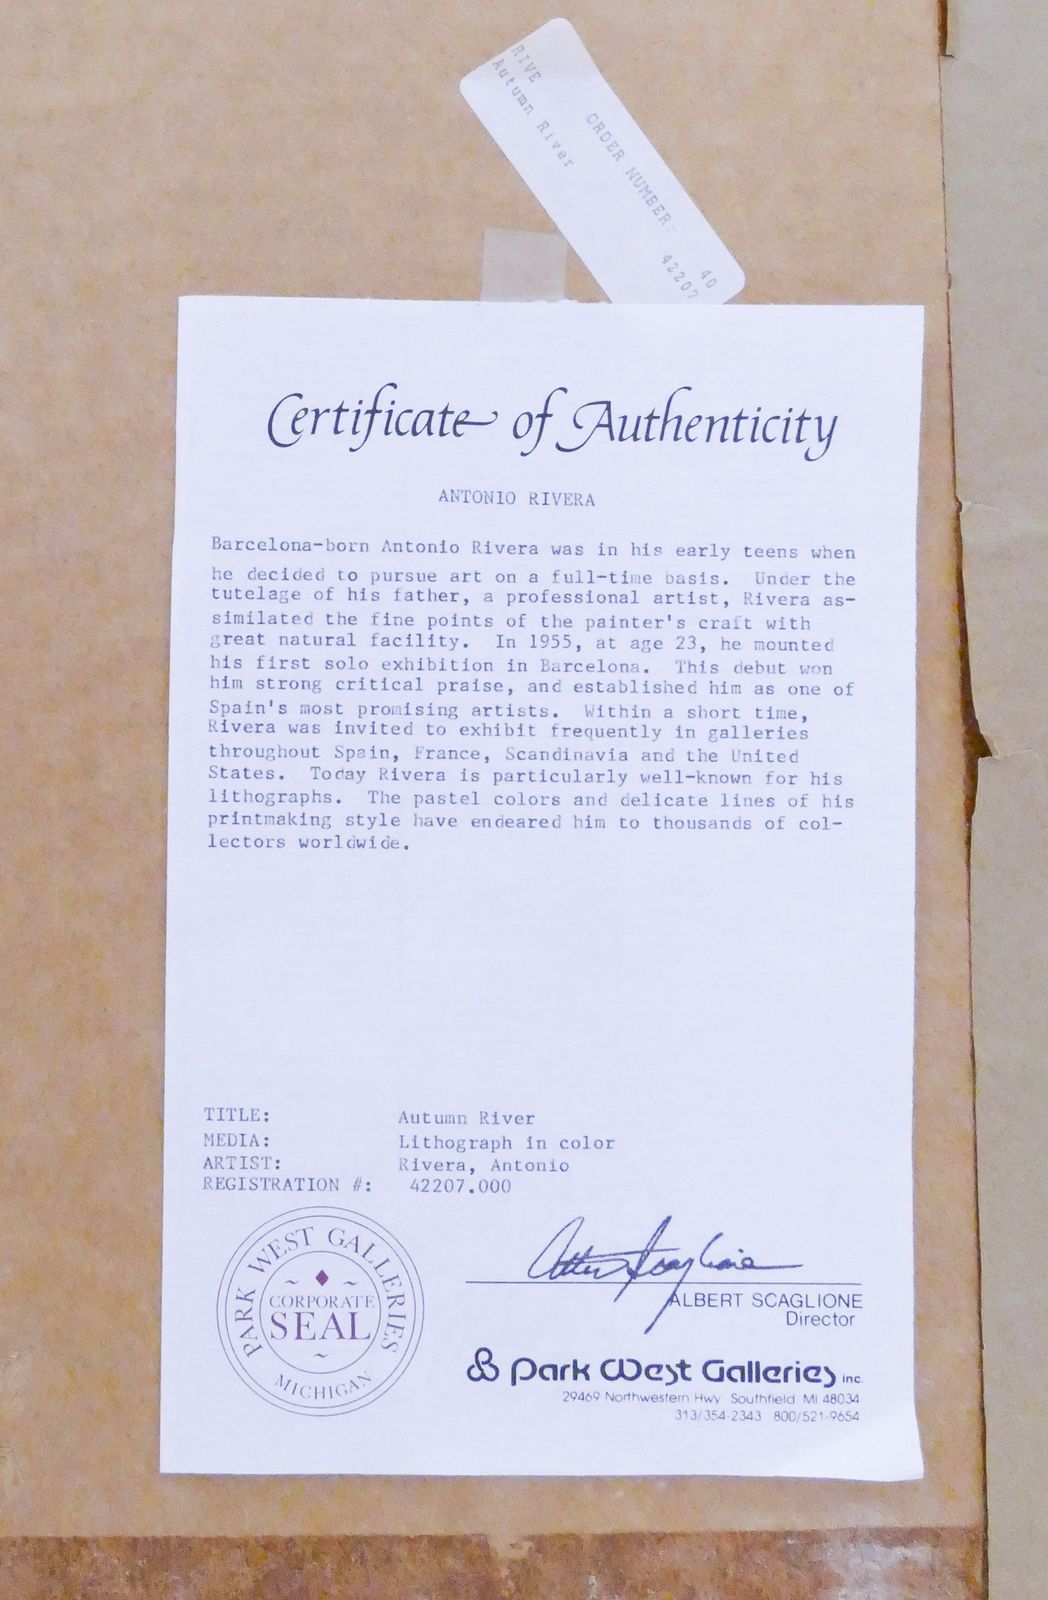 RIVE
Autumn River
ORDER NUMBER: 42207
40
Certificate of Authenticity
ANTONIO RIVERA
Barcelona-born Antonio Rivera was in his early teens when
he decided to pursue art on a full-time basis. Under the
tutelage of his father, a professional artist, Rivera as-
similated the fine points of the painter's craft with
great natural facility. In 1955, at age 23, he mounted
his first solo exhibition in Barcelona. This debut won
him strong critical praise, and established him as one of
Spain's most promising artists. Within a short time,
Rivera was invited to exhibit frequently in galleries
throughout Spain, France, Scandinavia and the United
States. Today Rivera is particularly well-known for his
lithographs. The pastel colors and delicate lines of his
printmaking style have endeared him to thousands of col-
lectors worldwide.
TITLE: Autumn River
MEDIA: Lithograph in color
ARTIST: Rivera, Antonio
REGISTRATION #: 42207.000
PARK WEST GALLERIES
CORPORATE
SEAL
MICHIGAN
ALBERT SCAGLIONE
Director
Park West Galleries inc.
29469 Northwestern Hwy Southfield MI 48034
313/354-2343 800/521-9654